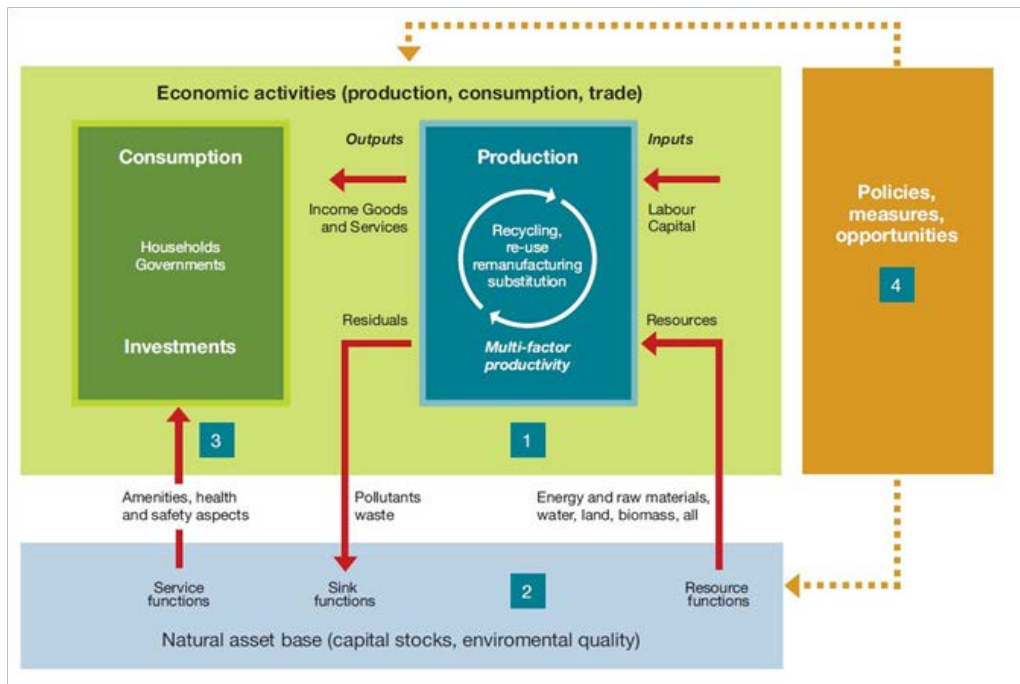 Economic activities (production, consumption, trade)
Consumption
Households
Governments
Investments
3
Outputs
Income Goods
and Services
Residuals
Production
Recycling,
re-use
remanufacturing
substitution
Multi-factor
productivity
1
Inputs
Labour
Capital
Resources
Policies,
measures,
opportunities
4
Amenities, health
and safety aspects
Pollutants
waste
Energy and raw materials,
water, land, biomass, all
Service
functions
Sink
functions
2
Resource
functions
Natural asset base (capital stocks, enviromental quality)